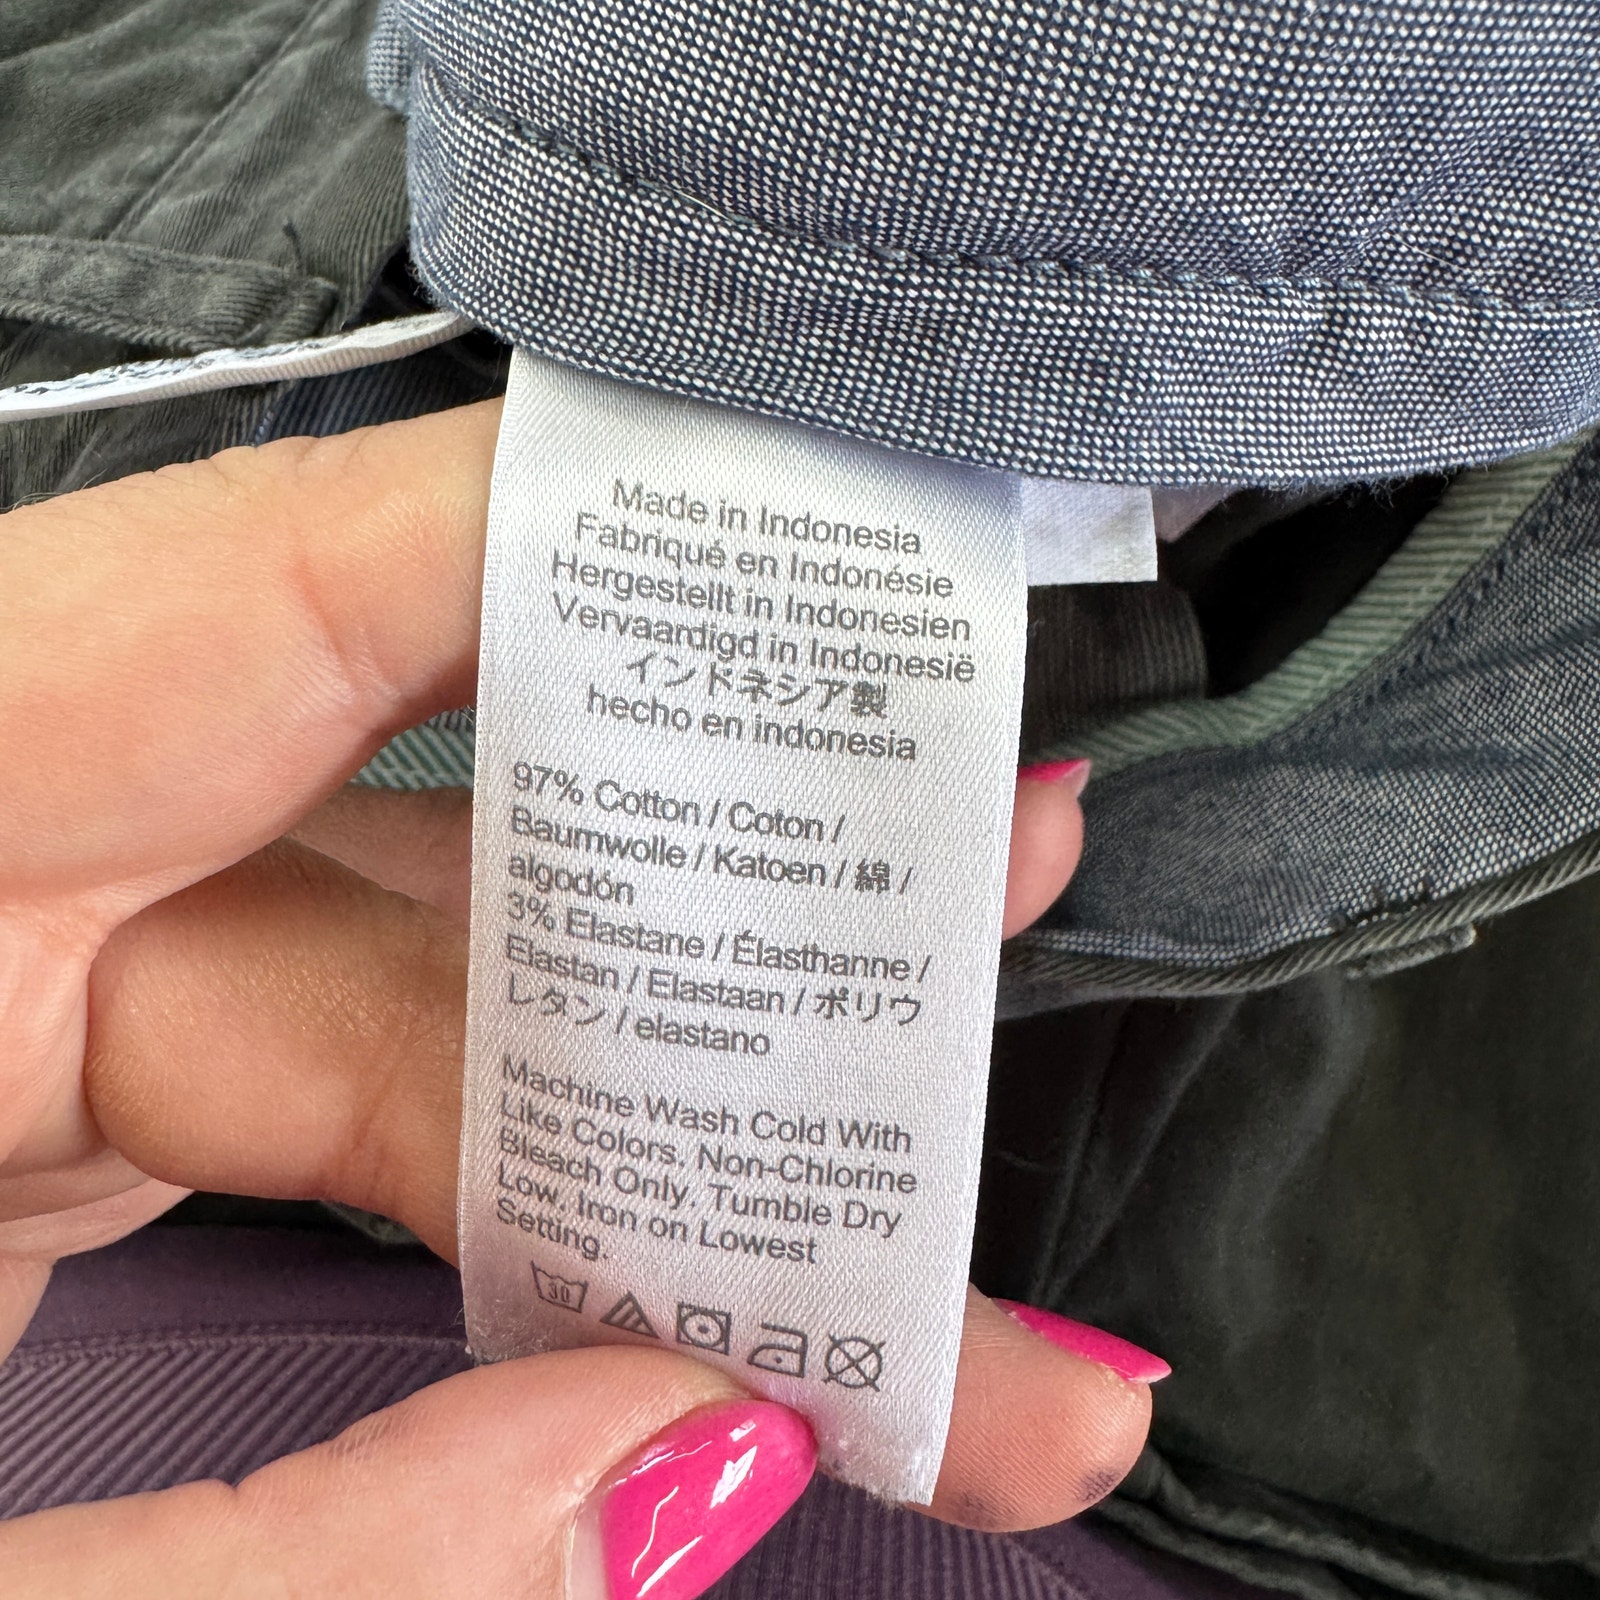 Made in Indonesia
Fabriqué en Indonésie
Hergestellt in Indonesien
Vervaardigd in Indonesië
インドネシア製
hecho en indonesia
97% Cotton / Coton /
Baumwolle / Katoen / 綿 /
algodón
3% Elastane / Élasthanne /
Elastan / Elastaan / ポリウ
レタン / elastano
Machine Wash Cold With
Like Colors. Non-Chlorine
Bleach Only. Tumble Dry
Low. Iron on Lowest
Setting.
30